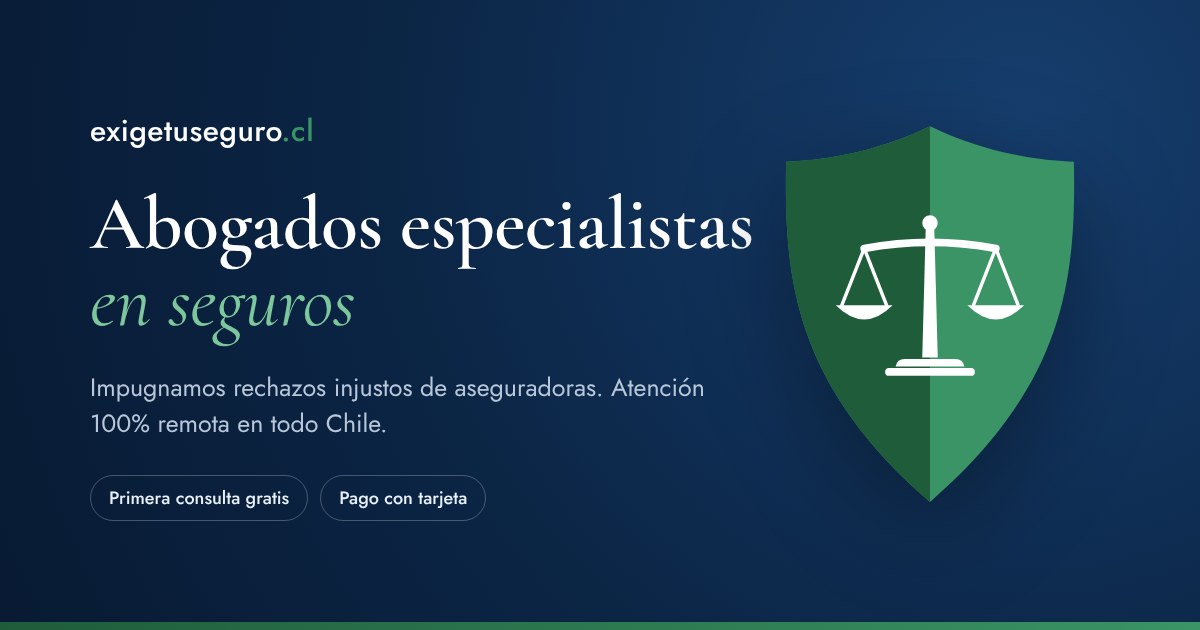 exigetuseguro.cl
Abogados especialistas
en seguros
Impugnamos rechazos injustos de aseguradoras. Atención
100% remota en todo Chile.
Primera consulta gratis
Pago con tarjeta